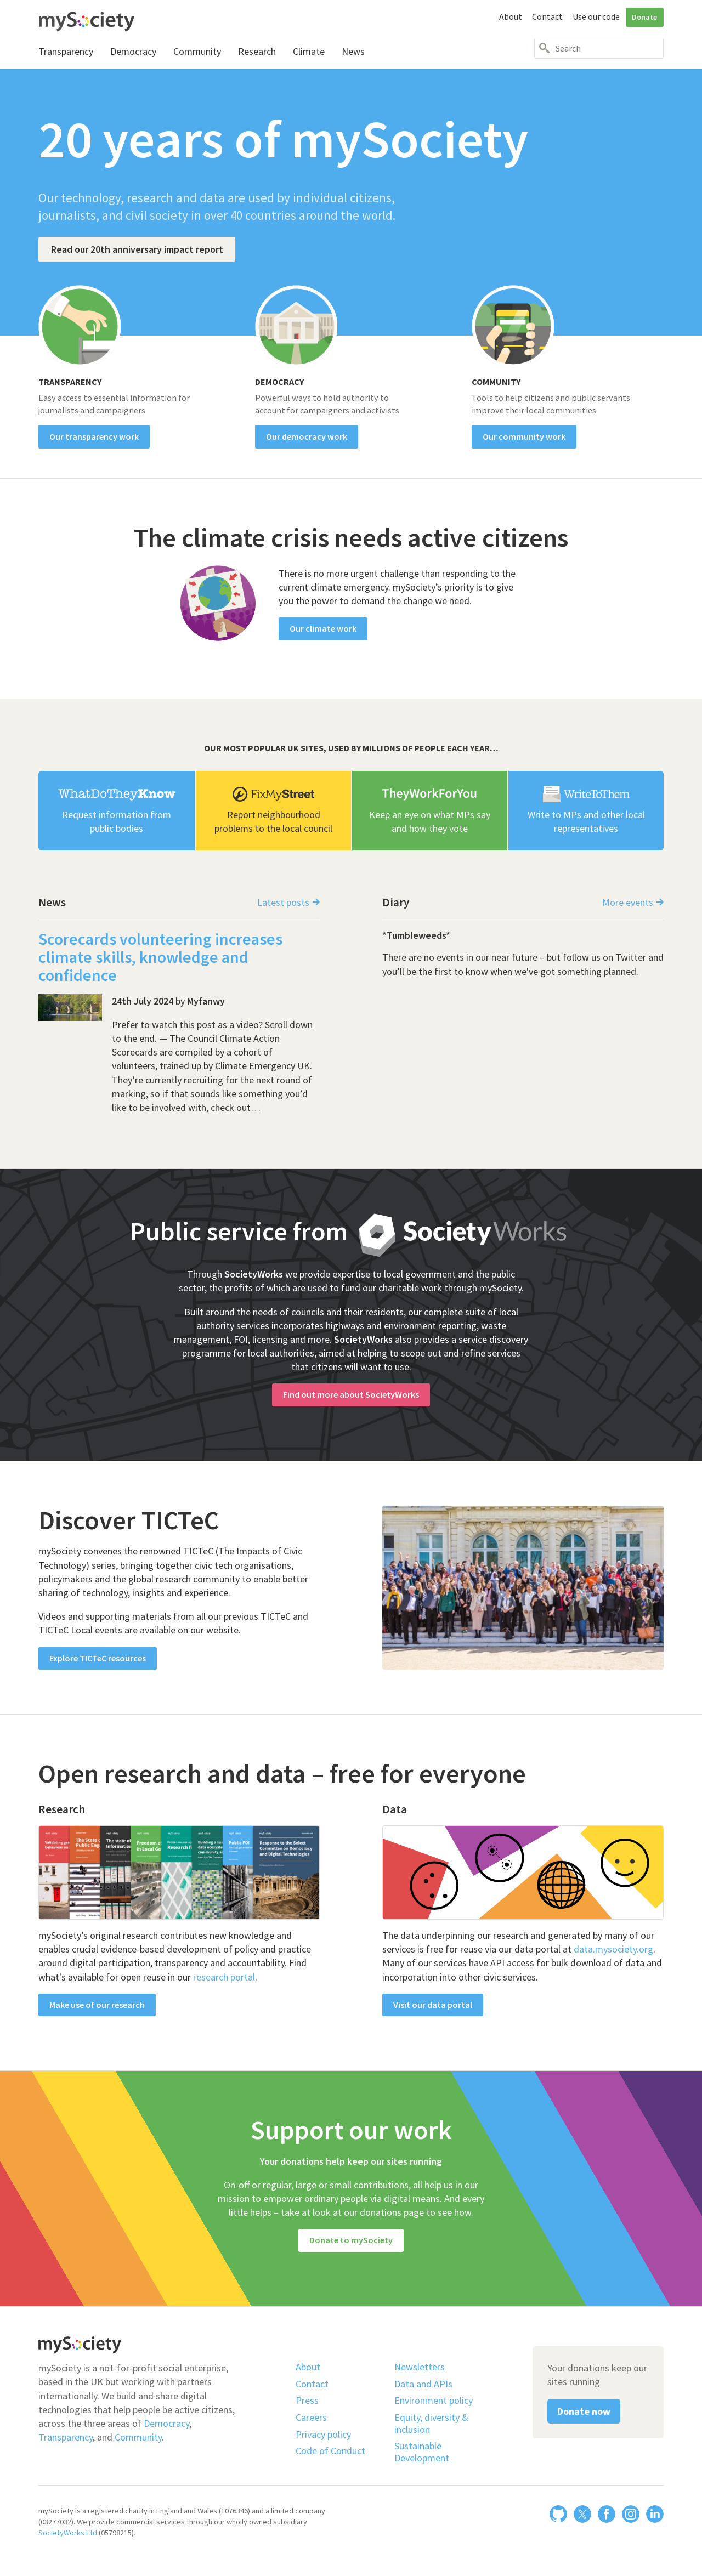 mySociety
About Contact Use our code Donate
Transparency Democracy Community Research Climate News
Search
20 years of mySociety
Our technology, research and data are used by individual citizens,
journalists, and civil society in over 40 countries around the world.
Read our 20th anniversary impact report
TRANSPARENCY
Easy access to essential information for
journalists and campaigners
Our transparency work
DEMOCRACY
Powerful ways to hold authority to
account for campaigners and activists
Our democracy work
COMMUNITY
Tools to help citizens and public servants
improve their local communities
Our community work
The climate crisis needs active citizens
There is no more urgent challenge than responding to the
current climate emergency. mySociety’s priority is to give
you the power to demand the change we need.
Our climate work
OUR MOST POPULAR UK SITES, USED BY MILLIONS OF PEOPLE EACH YEAR…
WhatDoTheyKnow
Request information from
public bodies
FixMyStreet
Report neighbourhood
problems to the local council
TheyWorkForYou
Keep an eye on what MPs say
and how they vote
WriteToThem
Write to MPs and other local
representatives
News
Latest posts →
Scorecards volunteering increases
climate skills, knowledge and
confidence
24th July 2024 by Myfanwy
Prefer to watch this post as a video? Scroll down
to the end. — The Council Climate Action
Scorecards are compiled by a cohort of
volunteers, trained up by Climate Emergency UK.
They’re currently recruiting for the next round of
marking, so if that sounds like something you’d
like to be involved with, check out…
Diary
More events →
*Tumbleweeds*
There are no events in our near future – but follow us on Twitter and
you’ll be the first to know when we've got something planned.
Public service from SocietyWorks
Through SocietyWorks we provide expertise to local government and the public
sector, the profits of which are used to fund our charitable work through mySociety.
Built around the needs of councils and their residents, our complete suite of local
authority services incorporates highways and environment reporting, waste
management, FOI, licensing and more. SocietyWorks also provides a service discovery
programme for local authorities, aimed at helping to scope out and refine services
that citizens will want to use.
Find out more about SocietyWorks
Discover TICTeC
mySociety convenes the renowned TICTeC (The Impacts of Civic
Technology) series, bringing together civic tech organisations,
policymakers and the global research community to enable better
sharing of technology, insights and experience.
Videos and supporting materials from all our previous TICTeC and
TICTeC Local events are available on our website.
Explore TICTeC resources
Open research and data – free for everyone
Research
Response to the Select
Committee on Democracy
and Digital Technologies
mySociety’s original research contributes new knowledge and
enables crucial evidence-based development of policy and practice
around digital participation, transparency and accountability. Find
what's available for open reuse in our research portal.
Make use of our research
Data
The data underpinning our research and generated by many of our
services is free for reuse via our data portal at data.mysociety.org.
Many of our services have API access for bulk download of data and
incorporation into other civic services.
Visit our data portal
Support our work
Your donations help keep our sites running
On-off or regular, large or small contributions, all help us in our
mission to empower ordinary people via digital means. And every
little helps – take at look at our donations page to see how.
Donate to mySociety
mySociety
mySociety is a not-for-profit social enterprise,
based in the UK but working with partners
internationally. We build and share digital
technologies that help people be active citizens,
across the three areas of Democracy,
Transparency, and Community.
About
Contact
Press
Careers
Privacy policy
Code of Conduct
Newsletters
Data and APIs
Environment policy
Equity, diversity &
inclusion
Sustainable
Development
Your donations keep our
sites running
Donate now
mySociety is a registered charity in England and Wales (1076346) and a limited company
(03277032). We provide commercial services through our wholly owned subsidiary
SocietyWorks Ltd (05798215).